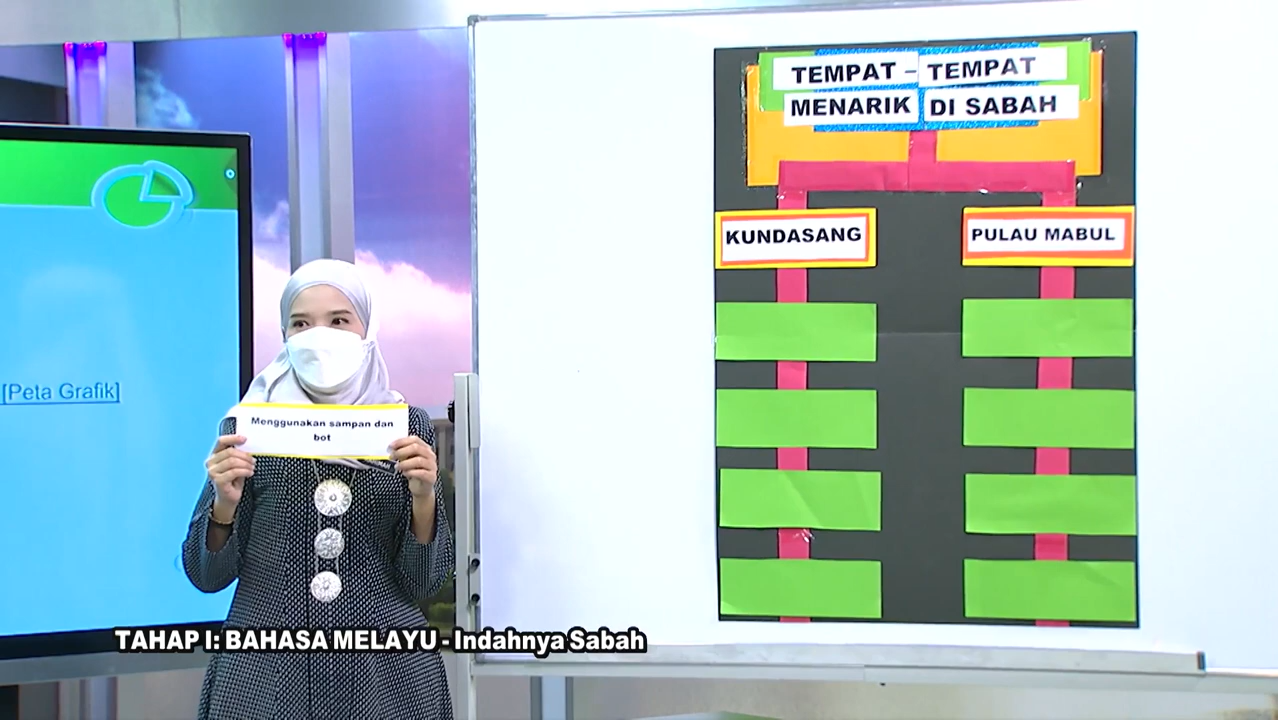 TEMPAT – TEMPAT
MENARIK DI SABAH
KUNDASANG
PULAU MABUL
[Peta Grafik]
Menggunakan sampan dan
bot
TAHAP I: BAHASA MELAYU - Indahnya Sabah